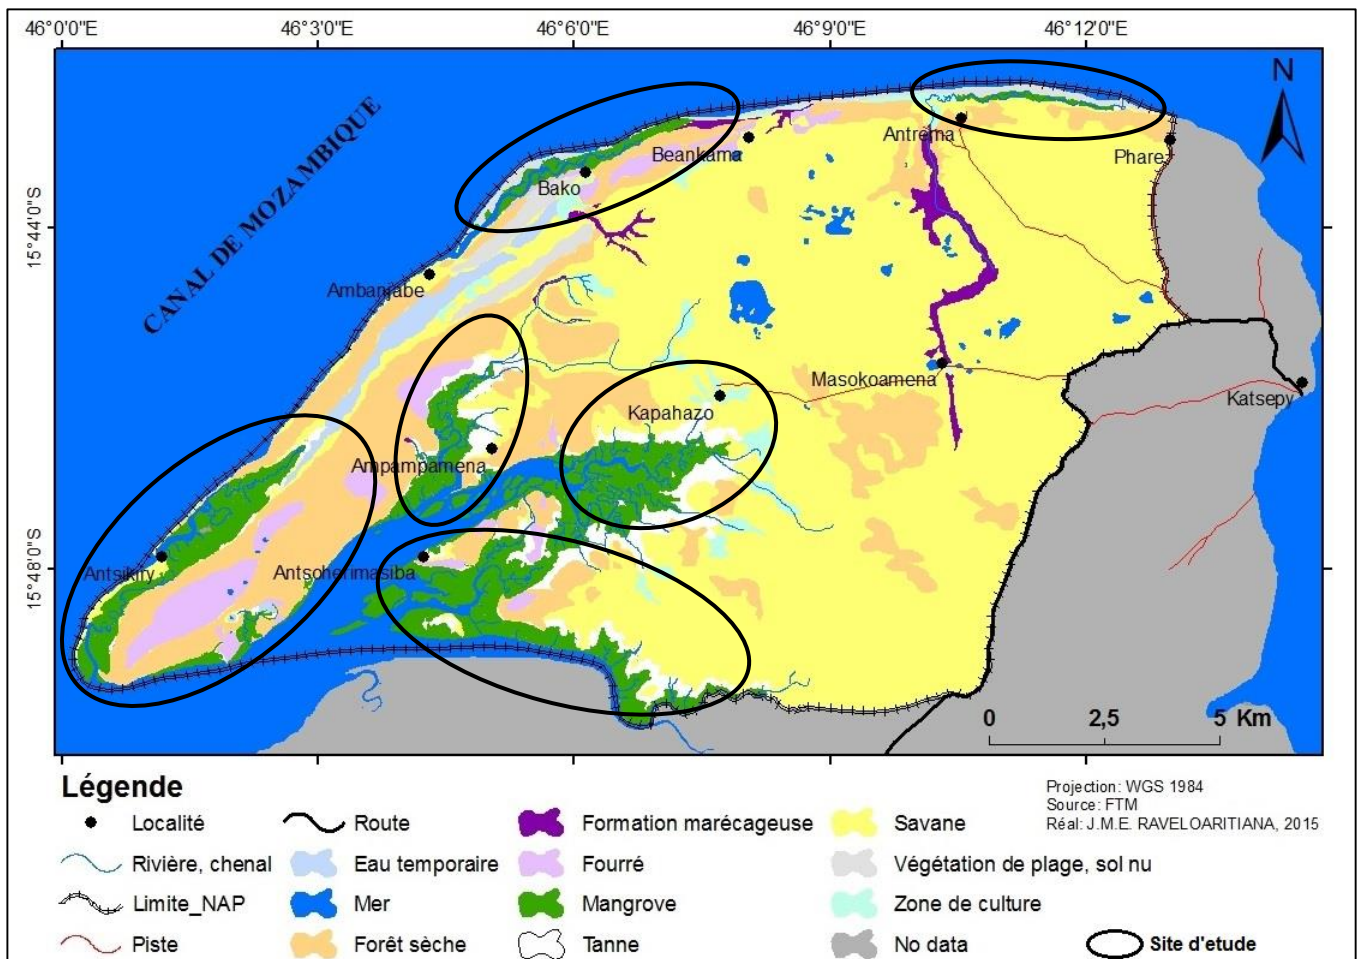 46°0'0"E 46°3'0"E 46°6'0"E 46°9'0"E 46°12'0"E
N
CANAL DE MOZAMBIQUE
Antrema
Beankama
Phare
Bako
15°44'0"S
Ambanjabe
Masokoamena
Katsepy
Kapahazo
Ampampamena
15°48'0"S
Antsikiry
Antsoherimasiba
0 2,5 5 Km
Légende
Projection: WGS 1984
Source: FTM
Réal: J.M.E. RAVELOARITIANA, 2015
Localité Route Formation marécageuse Savane
Rivière, chenal Eau temporaire Fourré Végétation de plage, sol nu
Limite_NAP Mer Mangrove Zone de culture
Piste Forêt sèche Tanne No data Site d'etude